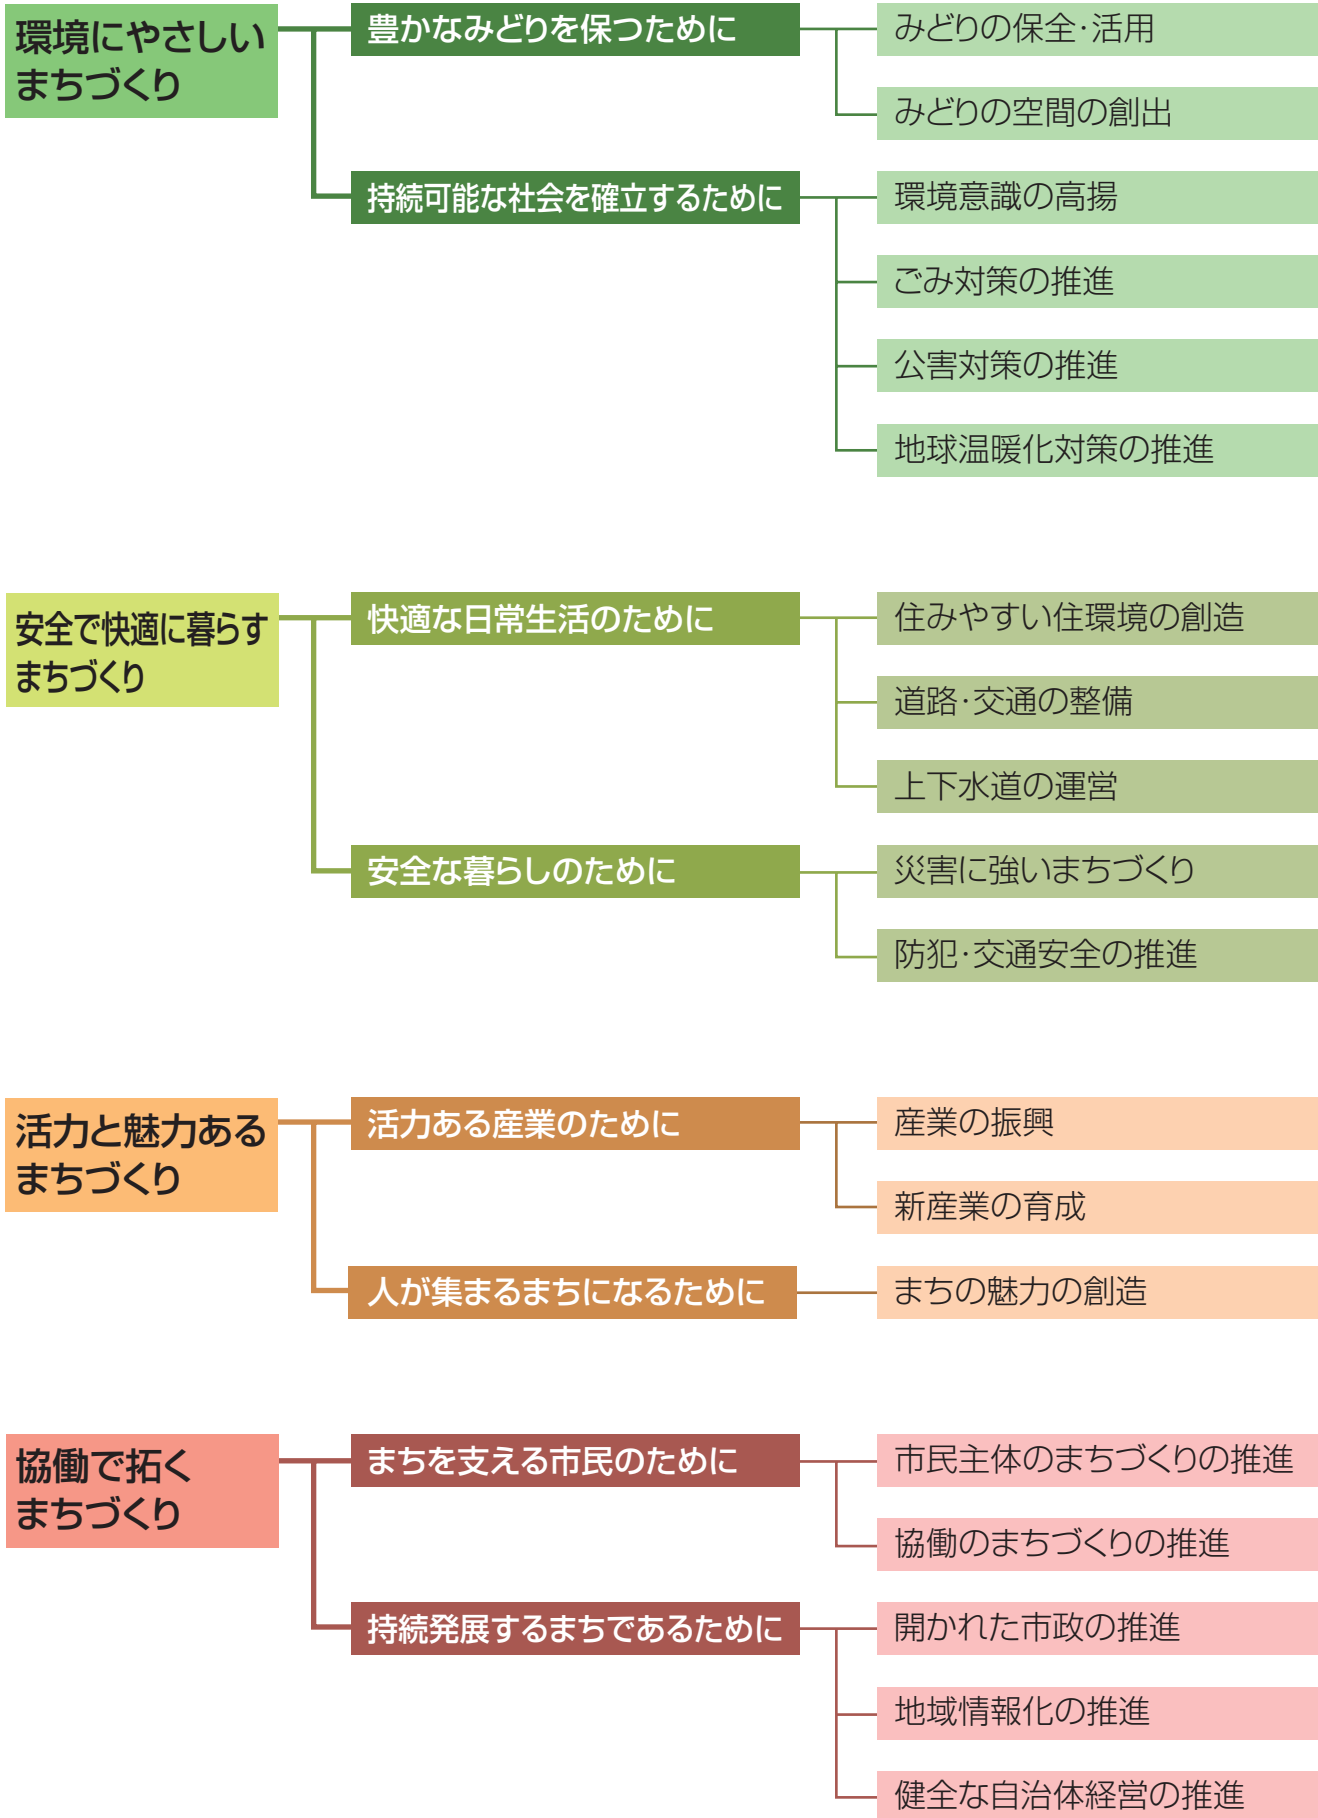 環境にやさしい
まちづくり
豊かなみどりを保つために
みどりの保全・活用
みどりの空間の創出
持続可能な社会を確立するために
環境意識の高揚
ごみ対策の推進
公害対策の推進
地球温暖化対策の推進
安全で快適に暮らす
まちづくり
快適な日常生活のために
住みやすい住環境の創造
道路・交通の整備
上下水道の運営
安全な暮らしのために
災害に強いまちづくり
防犯・交通安全の推進
活力と魅力ある
まちづくり
活力ある産業のために
産業の振興
新産業の育成
人が集まるまちになるために
まちの魅力の創造
協働で拓く
まちづくり
まちを支える市民のために
市民主体のまちづくりの推進
協働のまちづくりの推進
持続発展するまちであるために
開かれた市政の推進
地域情報化の推進
健全な自治体経営の推進